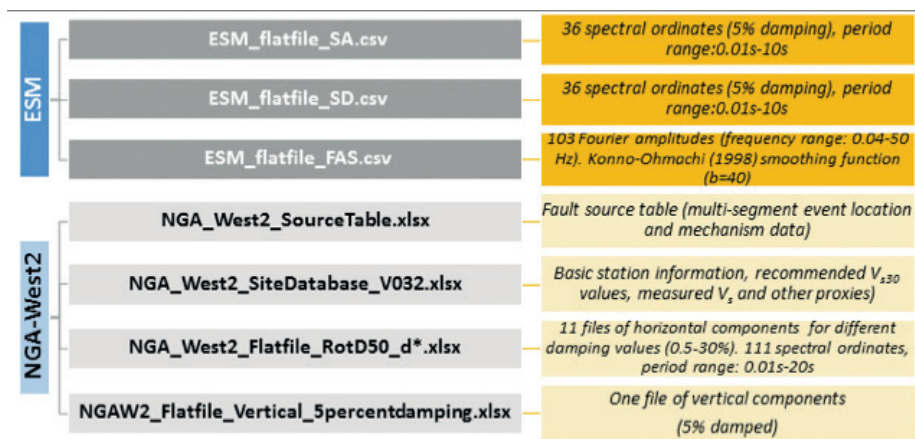 ESM
ESM_flatfile_SA.csv
36 spectral ordinates (5% damping), period
range:0.01s-10s
ESM_flatfile_SD.csv
36 spectral ordinates (5% damping), period
range:0.01s-10s
ESM_flatfile_FAS.csv
103 Fourier amplitudes (frequency range: 0.04-50
Hz). Konno-Ohmachi (1998) smoothing function
(b=40)
NGA-West2
NGA_West2_SourceTable.xlsx
Fault source table (multi-segment event location
and mechanism data)
NGA_West2_SiteDatabase_V032.xlsx
Basic station information, recommended Vs30
values, measured Vs and other proxies)
NGA_West2_Flatfile_RotD50_d*.xlsx
11 files of horizontal components for different
damping values (0.5-30%). 111 spectral ordinates,
period range: 0.01s-20s
NGAW2_Flatfile_Vertical_5percentdamping.xlsx
One file of vertical components
(5% damped)